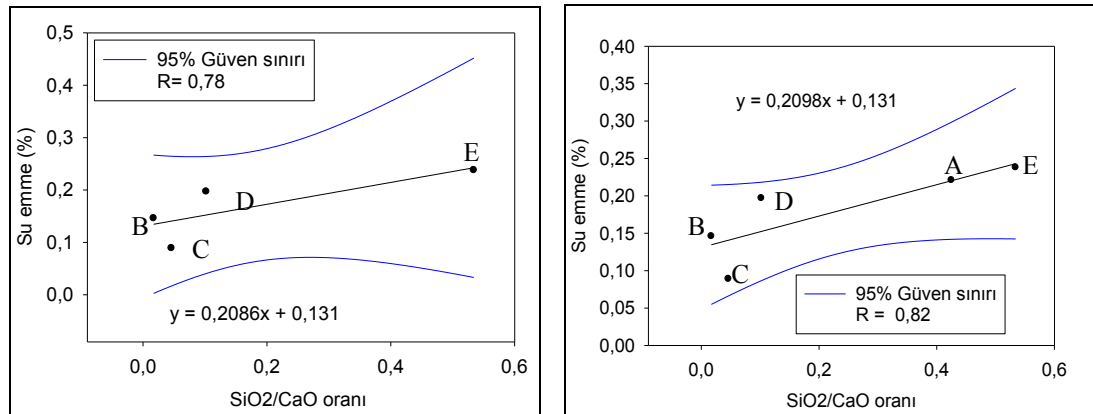 0,5
0,4
0,3
0,2
0,1
0,0
Su emme (%)
95% Güven sınırı
R= 0,78
B
C
D
E
y = 0,2086x + 0,131
0,0 0,2 0,4 0,6
SiO2/CaO oranı
0,40
0,35
0,30
0,25
0,20
0,15
0,10
0,05
0,00
Su emme (%)
y = 0,2098x + 0,131
B
C
D
A
E
95% Güven sınırı
R = 0,82
0,0 0,2 0,4 0,6
SiO2/CaO oranı